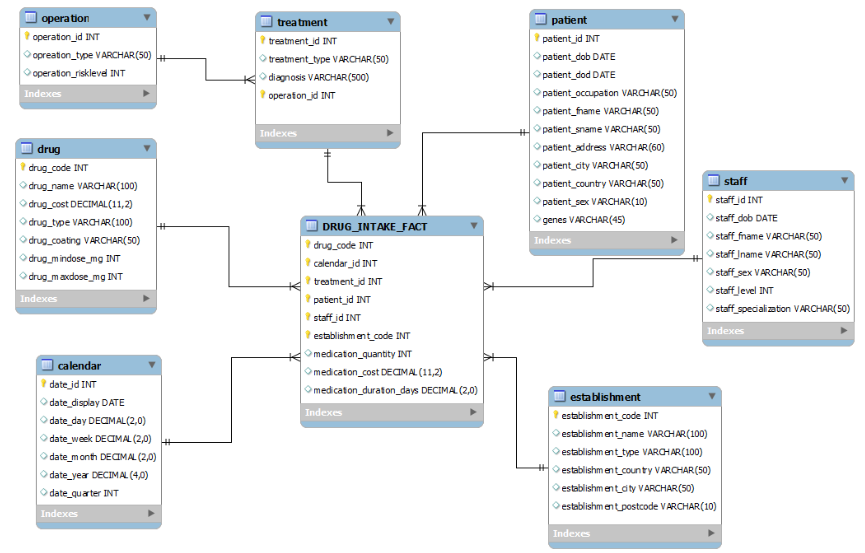 operation
operation_id INT
opreation_type VARCHAR(50)
operation_risklevel INT
Indexes
treatment
treatment_id INT
treatment_type VARCHAR(50)
diagnosis VARCHAR(500)
operation_id INT
Indexes
patient
patient_id INT
patient_dob DATE
patient_dod DATE
patient_occupation VARCHAR(50)
patient_fname VARCHAR(50)
patient_sname VARCHAR(50)
patient_address VARCHAR(60)
patient_city VARCHAR(50)
patient_country VARCHAR(50)
patient_sex VARCHAR(10)
genes VARCHAR(45)
Indexes
drug
drug_code INT
drug_name VARCHAR(100)
drug_cost DECIMAL(11,2)
drug_type VARCHAR(100)
drug_coating VARCHAR(50)
drug_mindose_mg INT
drug_maxdose_mg INT
Indexes
staff
staff_id INT
staff_dob DATE
staff_fname VARCHAR(50)
staff_lname VARCHAR(50)
staff_sex VARCHAR(50)
staff_level INT
staff_specialization VARCHAR(50)
Indexes
DRUG_INTAKE_FACT
drug_code INT
calendar_id INT
treatment_id INT
patient_id INT
staff_id INT
establishment_code INT
medication_quantity INT
medication_cost DECIMAL(11,2)
medication_duration_days DECIMAL(2,0)
Indexes
calendar
date_id INT
date_display DATE
date_day DECIMAL(2,0)
date_week DECIMAL(2,0)
date_month DECIMAL(2,0)
date_year DECIMAL(4,0)
date_quarter INT
Indexes
establishment
establishment_code INT
establishment_name VARCHAR(100)
establishment_type VARCHAR(100)
establishment_country VARCHAR(50)
establishment_city VARCHAR(50)
establishment_postcode VARCHAR(10)
Indexes